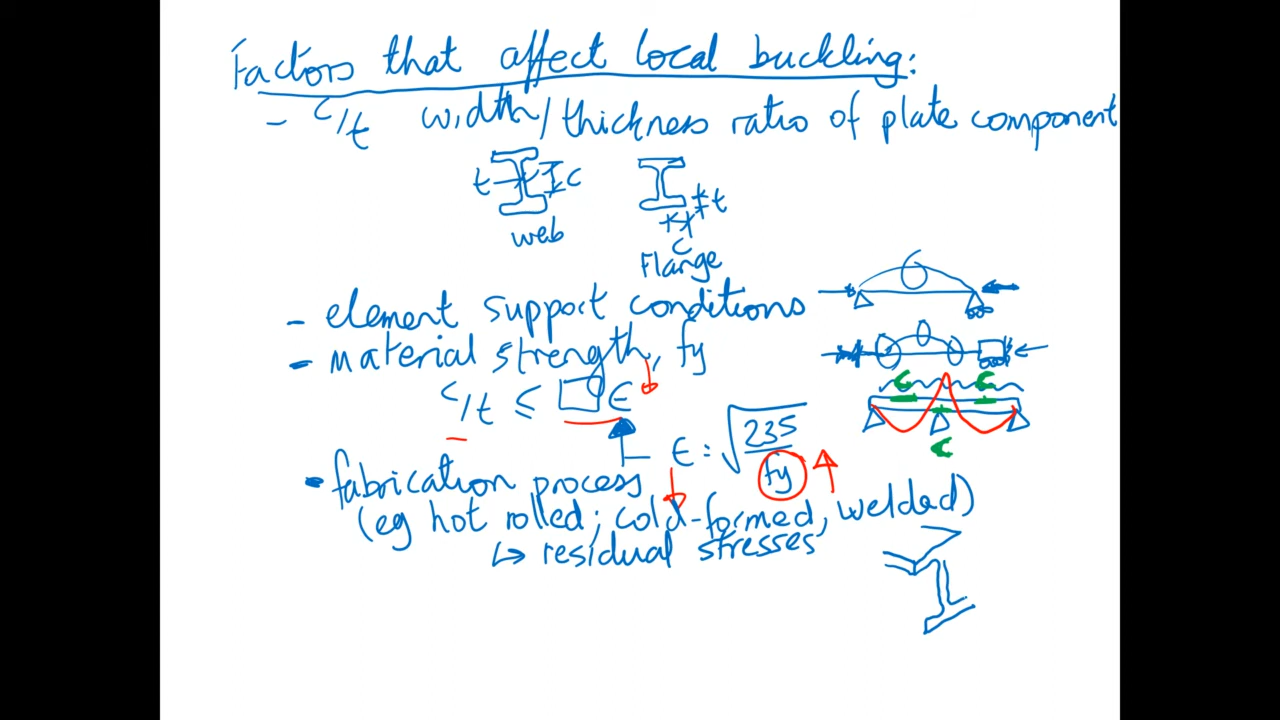 Factors that affect local buckling:
- c/t width/thickness ratio of plate component
t c t
web c
Flange
- element support conditions
- material strength, fy
c/t ≤ □ ε
ε = √235/fy
- fabrication process
(eg hot rolled; cold-formed, welded)
↳ residual stresses
C C
C